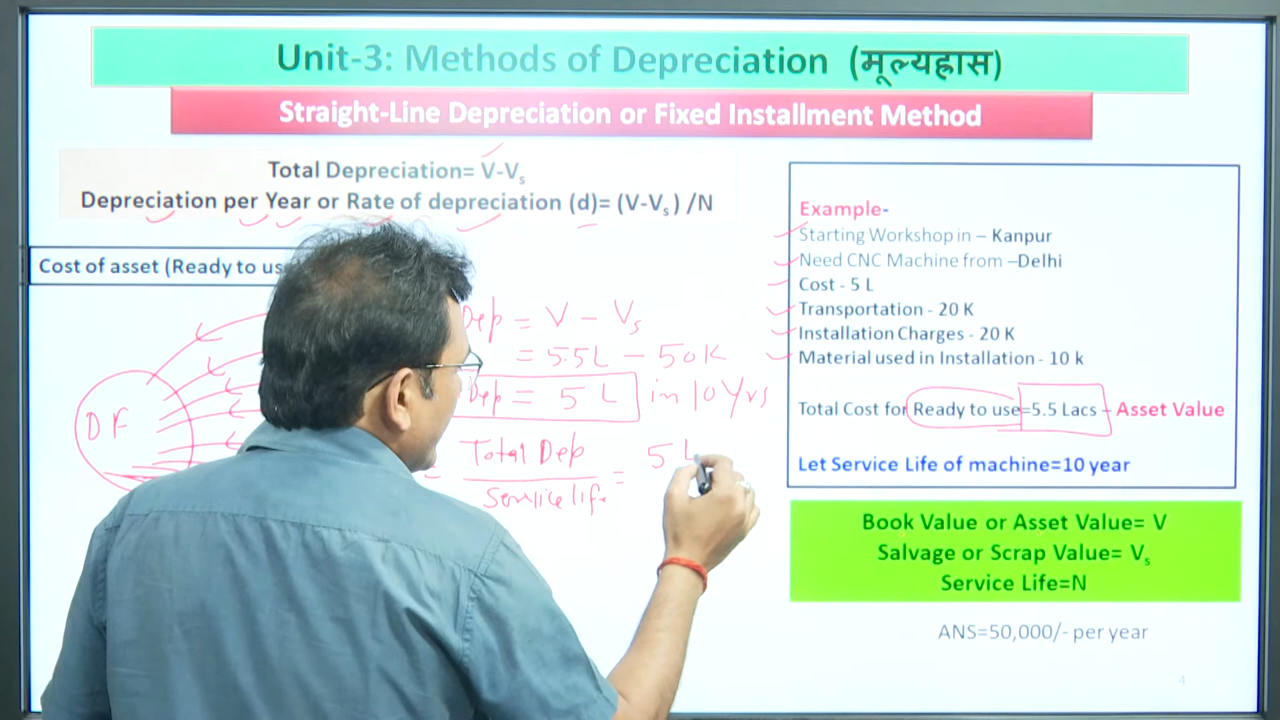 Unit-3: Methods of Depreciation (मूल्यह्रास)
Straight-Line Depreciation or Fixed Installment Method
Total Depreciation= V-Vs
Depreciation per Year or Rate of depreciation (d)= (V-Vs) /N
Cost of asset (Ready to us
Dep = V - Vs
= 5.5L - 50K
Dep = 5 L in 10 Yrs
DF
= Total Dep / Service life = 5 L
Example-
Starting Workshop in – Kanpur
Need CNC Machine from –Delhi
Cost - 5 L
Transportation - 20 K
Installation Charges - 20 K
Material used in Installation - 10 k
Total Cost for Ready to use=5.5 Lacs – Asset Value
Let Service Life of machine=10 year
Book Value or Asset Value= V
Salvage or Scrap Value= Vs
Service Life=N
ANS=50,000/- per year
4